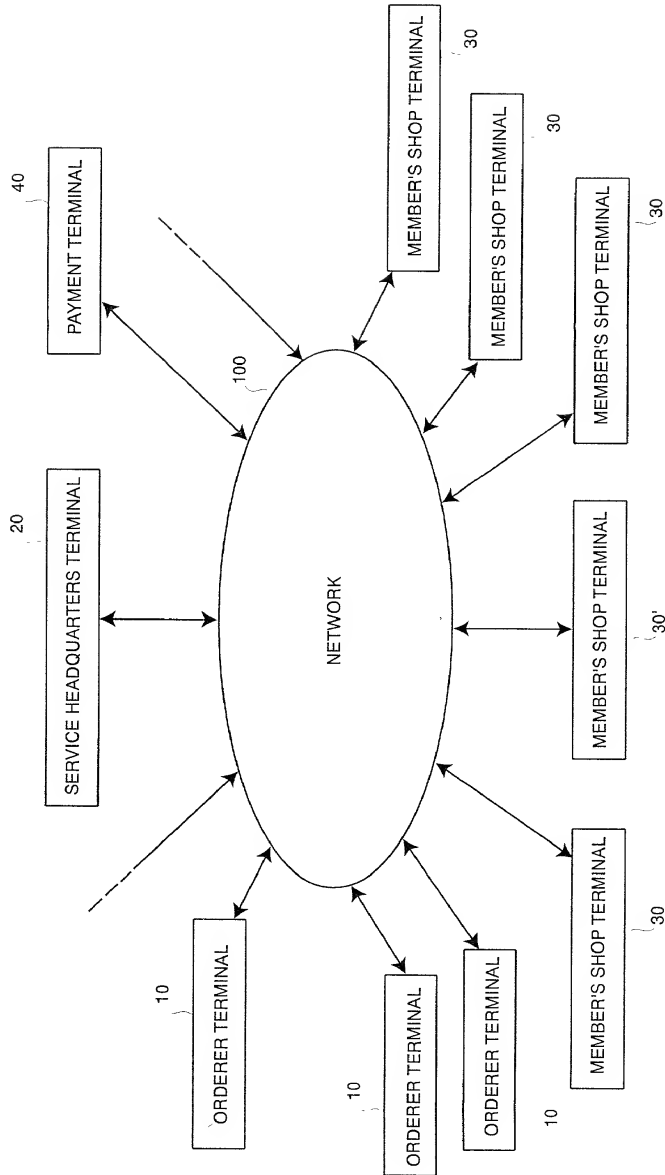 20
SERVICE HEADQUARTERS TERMINAL
40
PAYMENT TERMINAL
10
ORDERER TERMINAL
100
NETWORK
10
ORDERER TERMINAL
ORDERER TERMINAL
10
MEMBER'S SHOP TERMINAL
30
MEMBER'S SHOP TERMINAL
30'
MEMBER'S SHOP TERMINAL
30
MEMBER'S SHOP TERMINAL
30
MEMBER'S SHOP TERMINAL
30